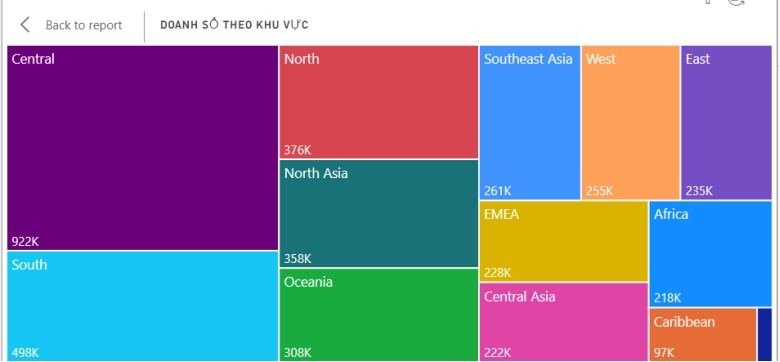 Back to report
DOANH SỐ THEO KHU VỰC
Central
922K
South
498K
North
376K
North Asia
358K
Oceania
308K
Southeast Asia
261K
West
255K
East
235K
EMEA
228K
Central Asia
222K
Africa
218K
Caribbean
97K